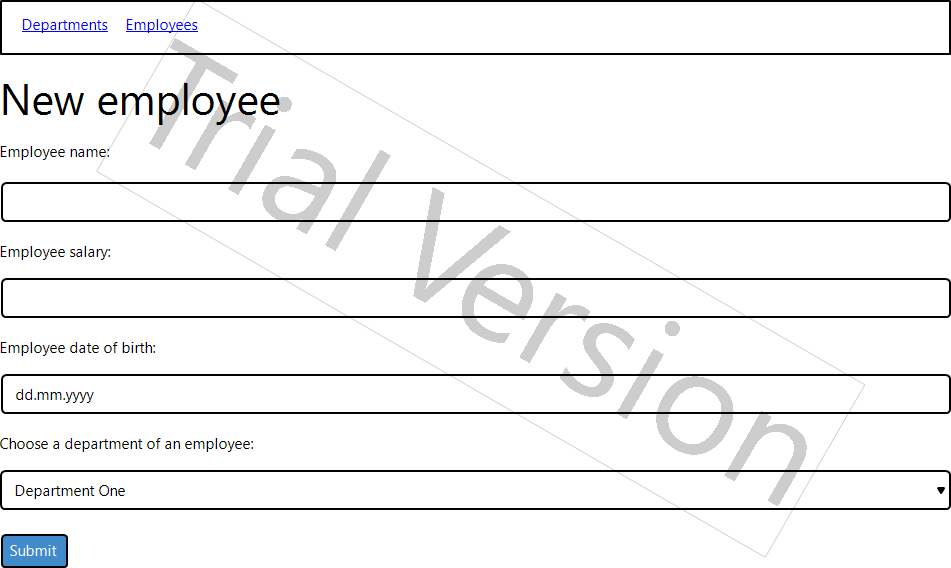 Departments Employees
New employee
Employee name:
Employee salary:
Employee date of birth:
dd.mm.yyyy
Choose a department of an employee:
Department One
Submit
Trial Version